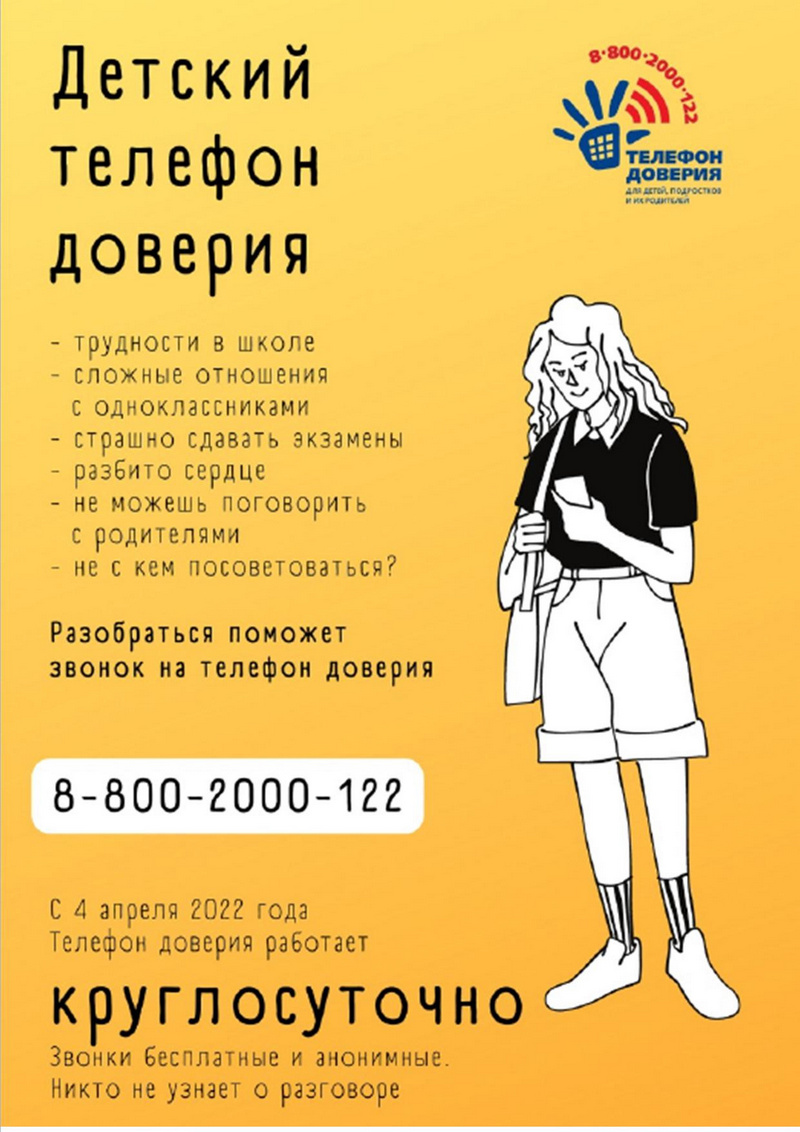 Детский
телефон
доверия
8·800·2000·122
ТЕЛЕФОН
ДОВЕРИЯ
ДЛЯ ДЕТЕЙ, ПОДРОСТКОВ
И ИХ РОДИТЕЛЕЙ
- трудности в школе
- сложные отношения
с одноклассниками
- страшно сдавать экзамены
- разбито сердце
- не можешь поговорить
с родителями
- не с кем посоветоваться?
Разобраться поможет
звонок на телефон доверия
8-800-2000-122
С 4 апреля 2022 года
Телефон доверия работает
круглосуточно
Звонки бесплатные и анонимные.
Никто не узнает о разговоре